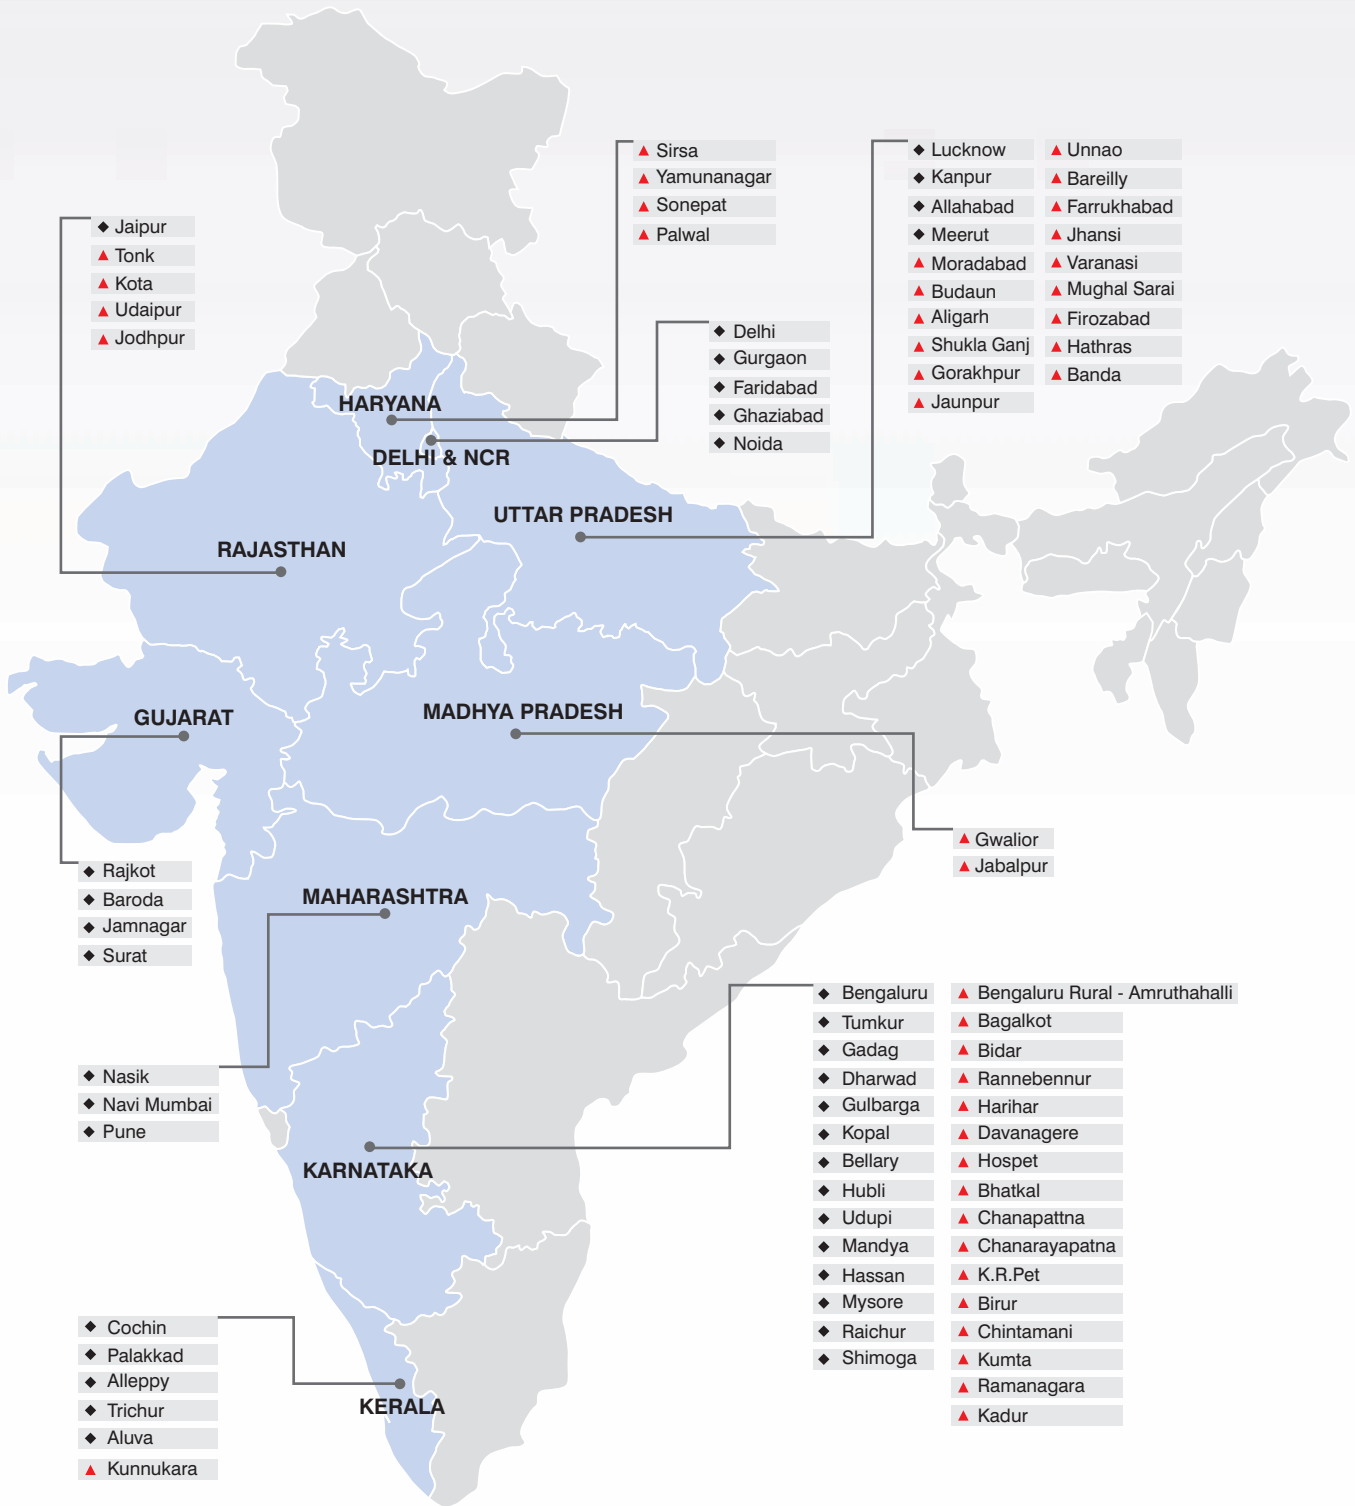 Sirsa
Yamunanagar
Sonepat
Palwal
Lucknow
Kanpur
Allahabad
Meerut
Moradabad
Budaun
Aligarh
Shukla Ganj
Gorakhpur
Jaunpur
Unnao
Bareilly
Farrukhabad
Jhansi
Varanasi
Mughal Sarai
Firozabad
Hathras
Banda
Jaipur
Tonk
Kota
Udaipur
Jodhpur
Delhi
Gurgaon
Faridabad
Ghaziabad
Noida
HARYANA
DELHI & NCR
UTTAR PRADESH
RAJASTHAN
GUJARAT
MADHYA PRADESH
Gwalior
Jabalpur
Rajkot
Baroda
Jamnagar
Surat
MAHARASHTRA
Nasik
Navi Mumbai
Pune
KARNATAKA
Bengaluru
Tumkur
Gadag
Dharwad
Gulbarga
Kopal
Bellary
Hubli
Udupi
Mandya
Hassan
Mysore
Raichur
Shimoga
Bengaluru Rural - Amruthahalli
Bagalkot
Bidar
Rannebennur
Harihar
Davanagere
Hospet
Bhatkal
Chanapattna
Chanarayapatna
K.R.Pet
Birur
Chintamani
Kumta
Ramanagara
Kadur
Cochin
Palakkad
Alleppy
Trichur
Aluva
Kunnukara
KERALA